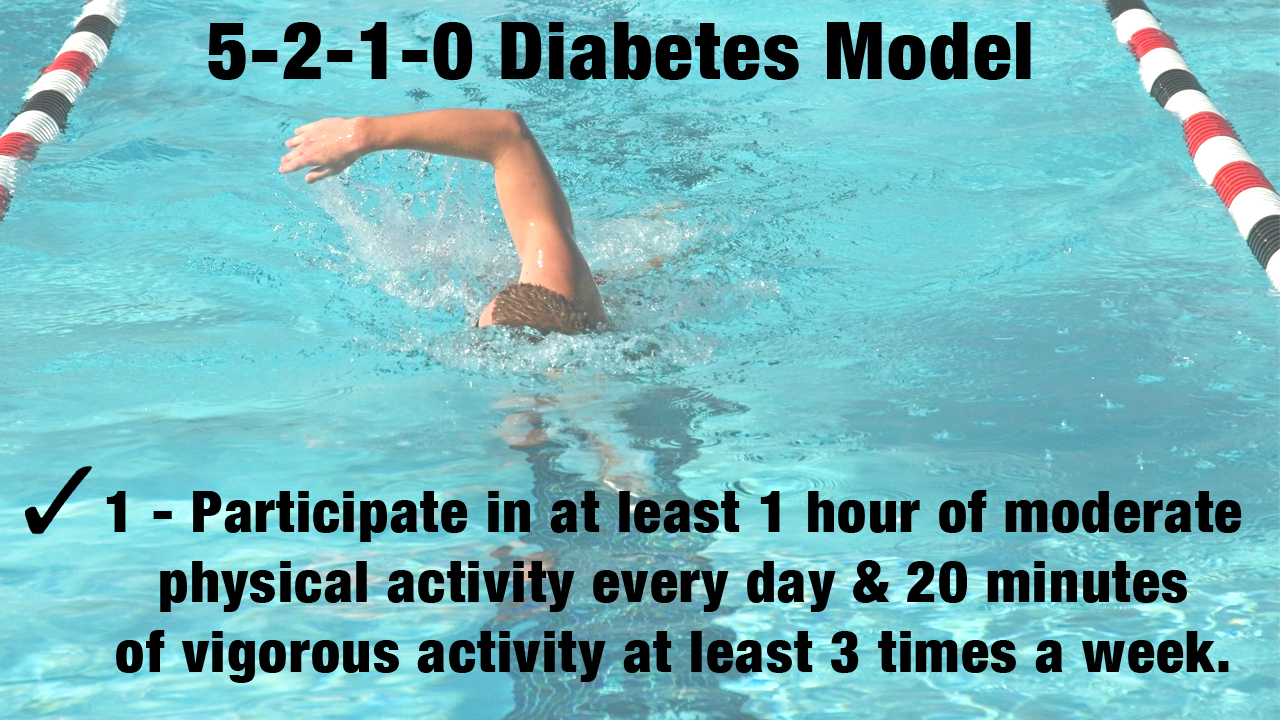 5-2-1-0 Diabetes Model
✓ 1 - Participate in at least 1 hour of moderate
physical activity every day & 20 minutes
of vigorous activity at least 3 times a week.